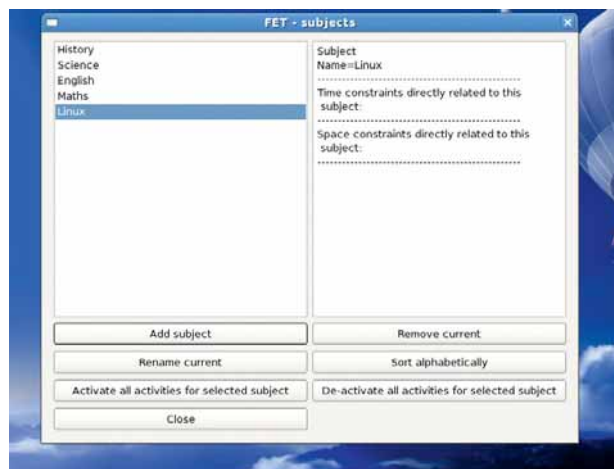 FET - subjects
History
Science
English
Maths
Linux
Subject
Name=Linux
------------------------------------------------
Time constraints directly related to this
subject:
------------------------------------------------
Space constraints directly related to this
subject:
------------------------------------------------
Add subject
Remove current
Rename current
Sort alphabetically
Activate all activities for selected subject
De-activate all activities for selected subject
Close